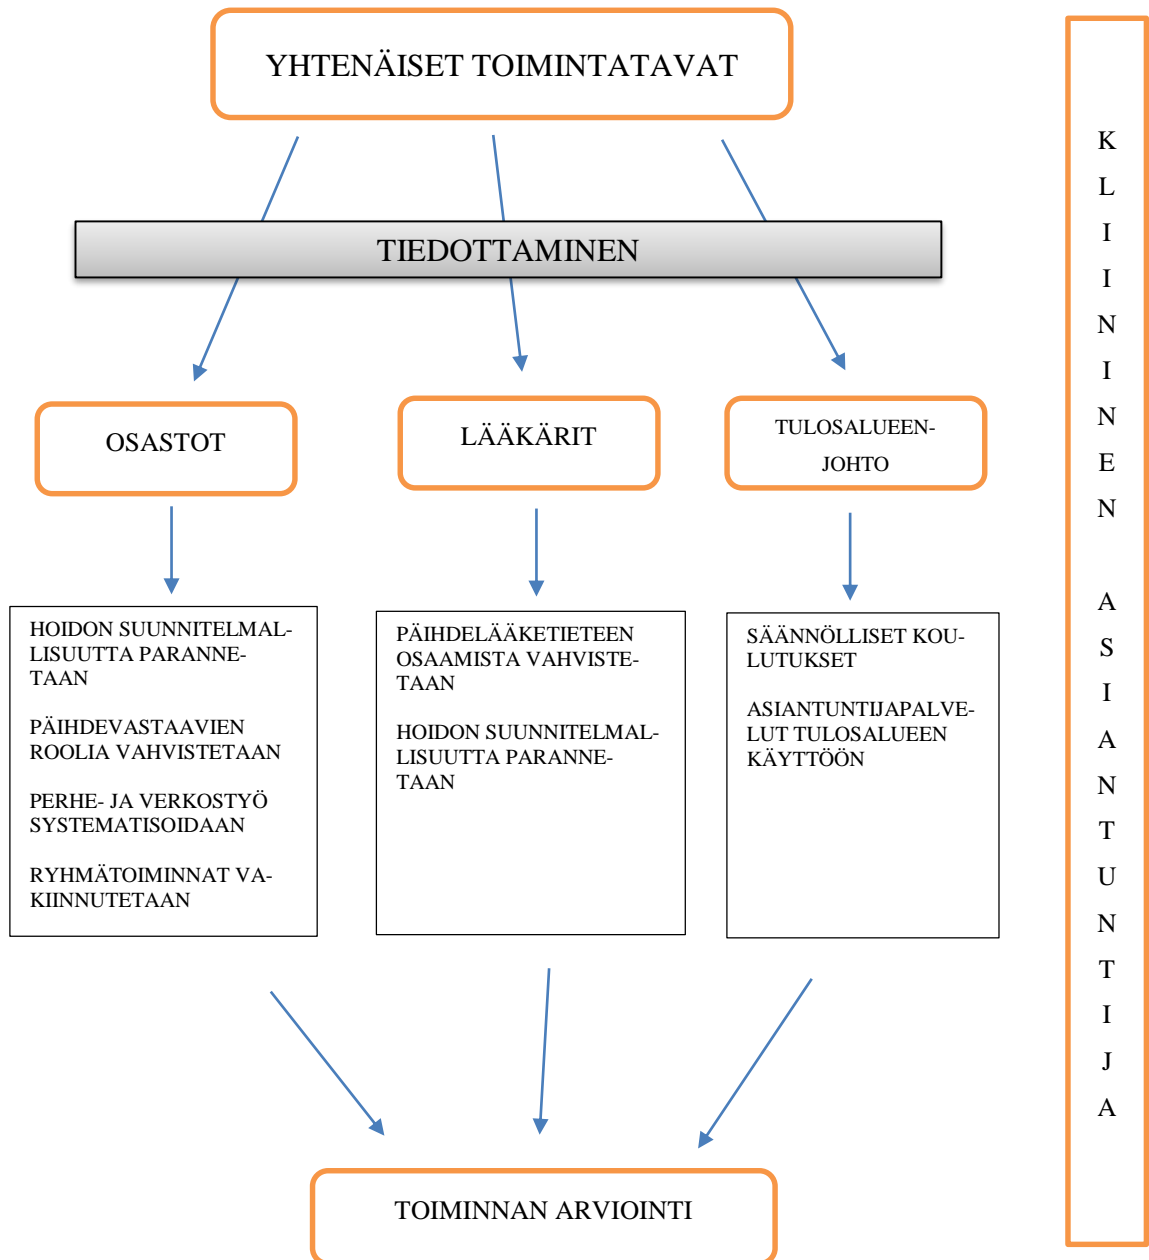 YHTENÄISET TOIMINTATAVAT
TIEDOTTAMINEN
OSASTOT
LÄÄKÄRIT
TULOSALUEEN-
JOHTO
HOIDON SUUNNITELMAL-
LISUUTTA PARANNE-
TAAN
PÄIHDEVASTAAVIEN
ROOLIA VAHVISTETAAN
PERHE- JA VERKOSTYÖ
SYSTEMATISOIDAAN
RYHMÄTOIMINNAT VA-
KIINNUTETAAN
PÄIHDELÄÄKETIETEEN
OSAAMISTA VAHVISTE-
TAAN
HOIDON SUUNNITELMAL-
LISUUTTA PARANNE-
TAAN
SÄÄNNÖLLISET KOU-
LUTUKSET
ASIANTUNTIJAPALVE-
LUT TULOSALUEEN
KÄYTTÖÖN
TOIMINNAN ARVIOINTI
K
L
I
I
N
I
N
E
N
A
S
I
A
N
T
U
N
T
I
J
A